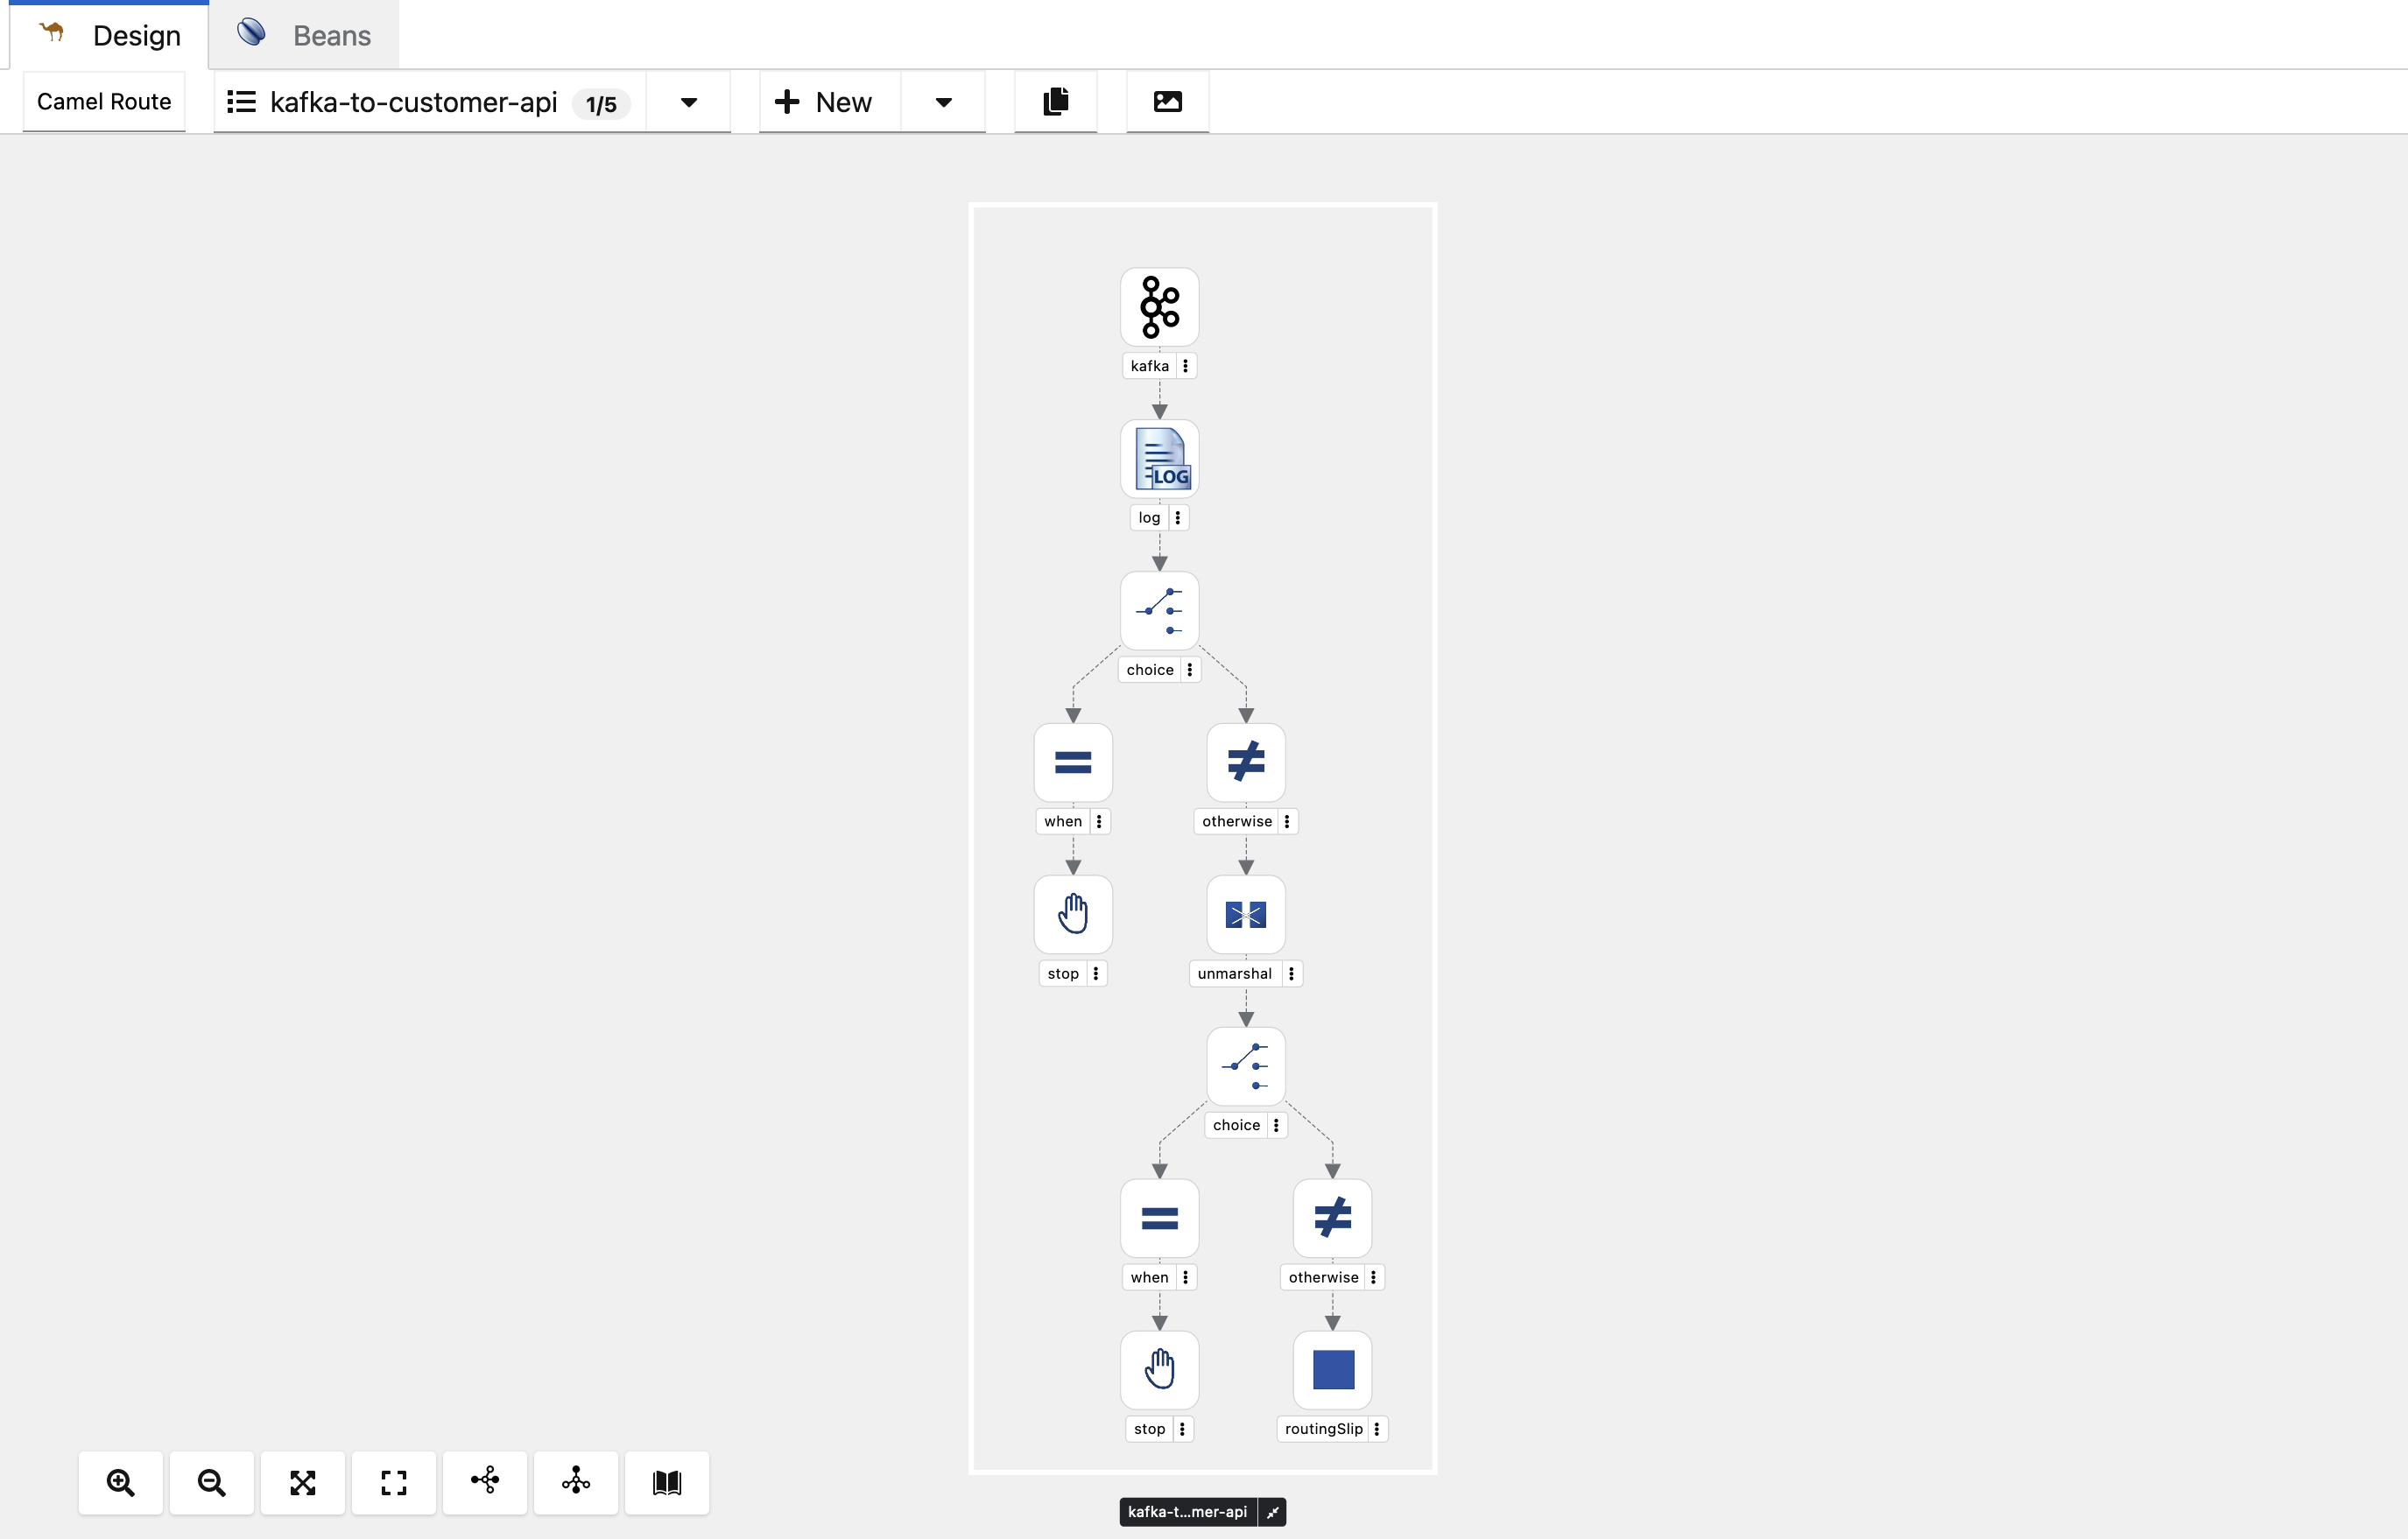 Design Beans
Camel Route kafka-to-customer-api 1/5 New
kafka
LOG
log
choice
when otherwise
stop unmarshal
choice
when otherwise
stop routingSlip
kafka-t...mer-api